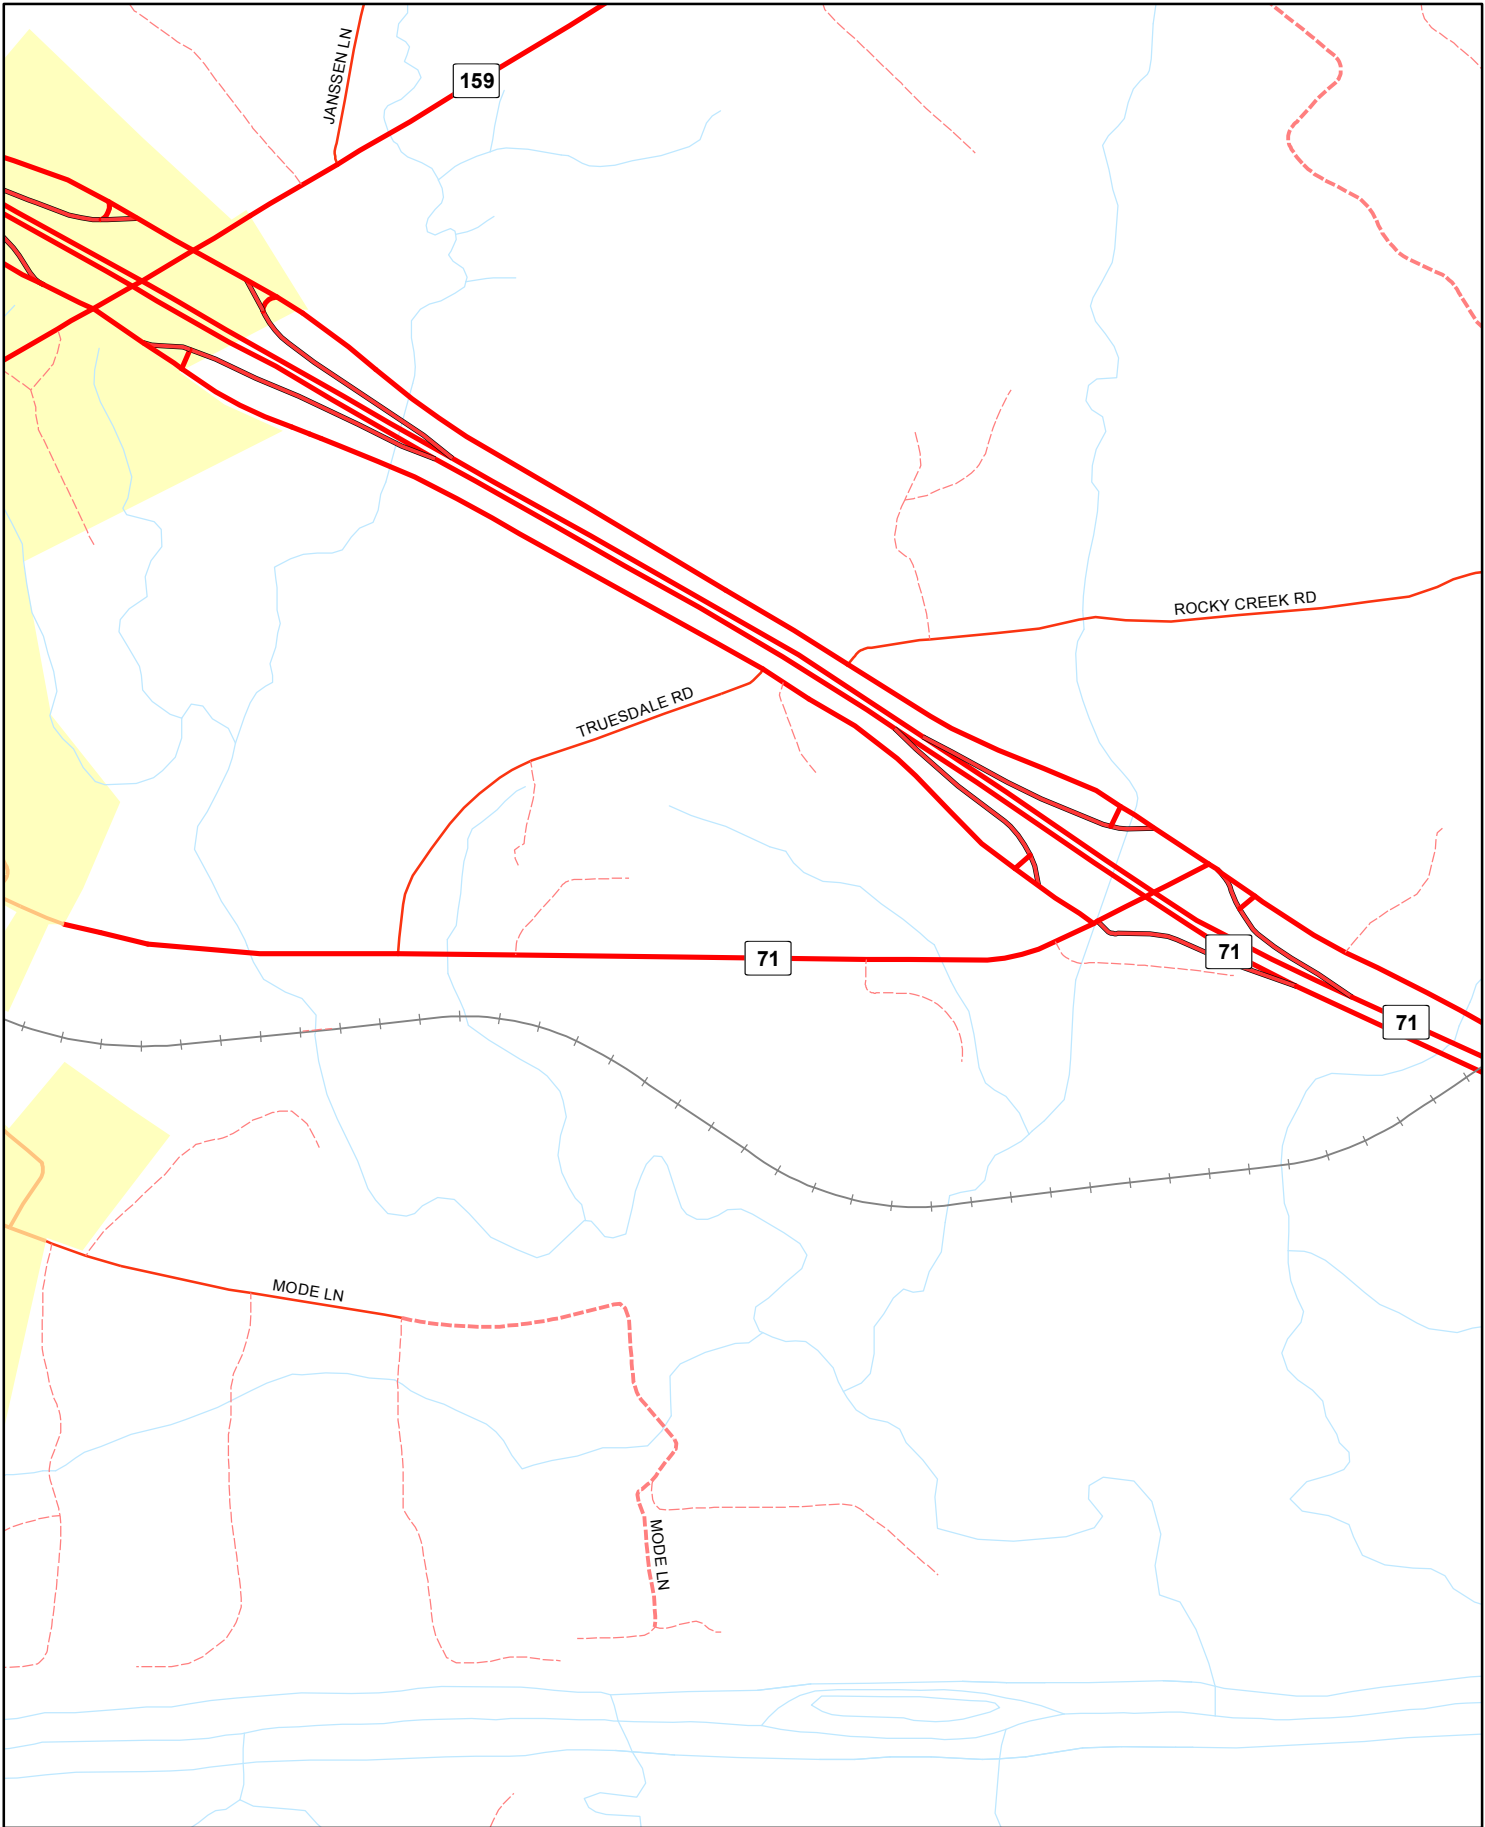 JANSSEN LN
159
ROCKY CREEK RD
TRUESDALE RD
71
71
71
MODE LN
MODE LN